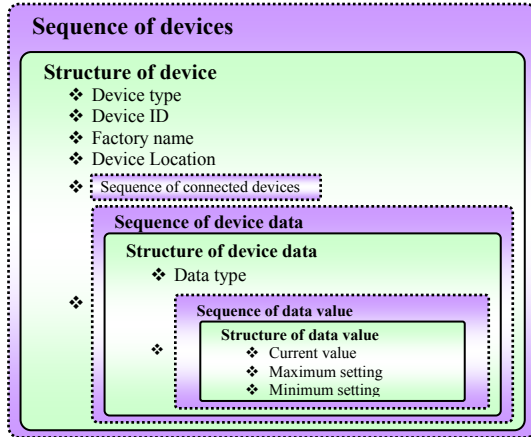 Sequence of devices
Structure of device
❖ Device type
❖ Device ID
❖ Factory name
❖ Device Location
❖ Sequence of connected devices
Sequence of device data
Structure of device data
❖ Data type
❖
Sequence of data value
Structure of data value
❖
❖ Current value
❖ Maximum setting
❖ Minimum setting